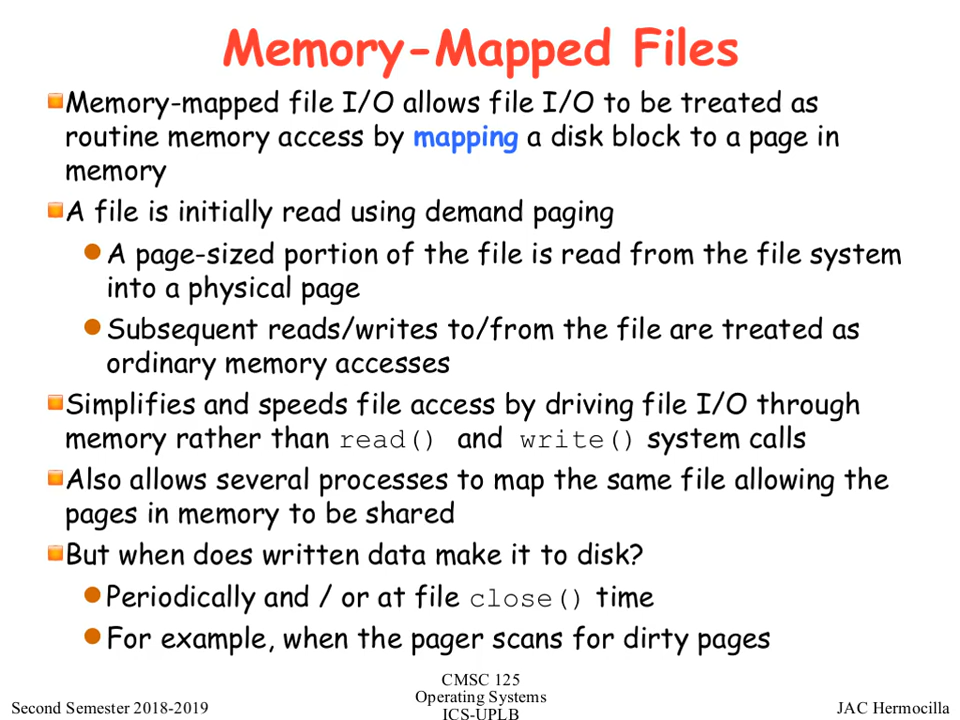 Memory-Mapped Files
Memory-mapped file I/O allows file I/O to be treated as
routine memory access by mapping a disk block to a page in
memory
A file is initially read using demand paging
A page-sized portion of the file is read from the file system
into a physical page
Subsequent reads/writes to/from the file are treated as
ordinary memory accesses
Simplifies and speeds file access by driving file I/O through
memory rather than read() and write() system calls
Also allows several processes to map the same file allowing the
pages in memory to be shared
But when does written data make it to disk?
Periodically and / or at file close() time
For example, when the pager scans for dirty pages
CMSC 125
Operating Systems
ICS-UPLB
Second Semester 2018-2019
JAC Hermocilla